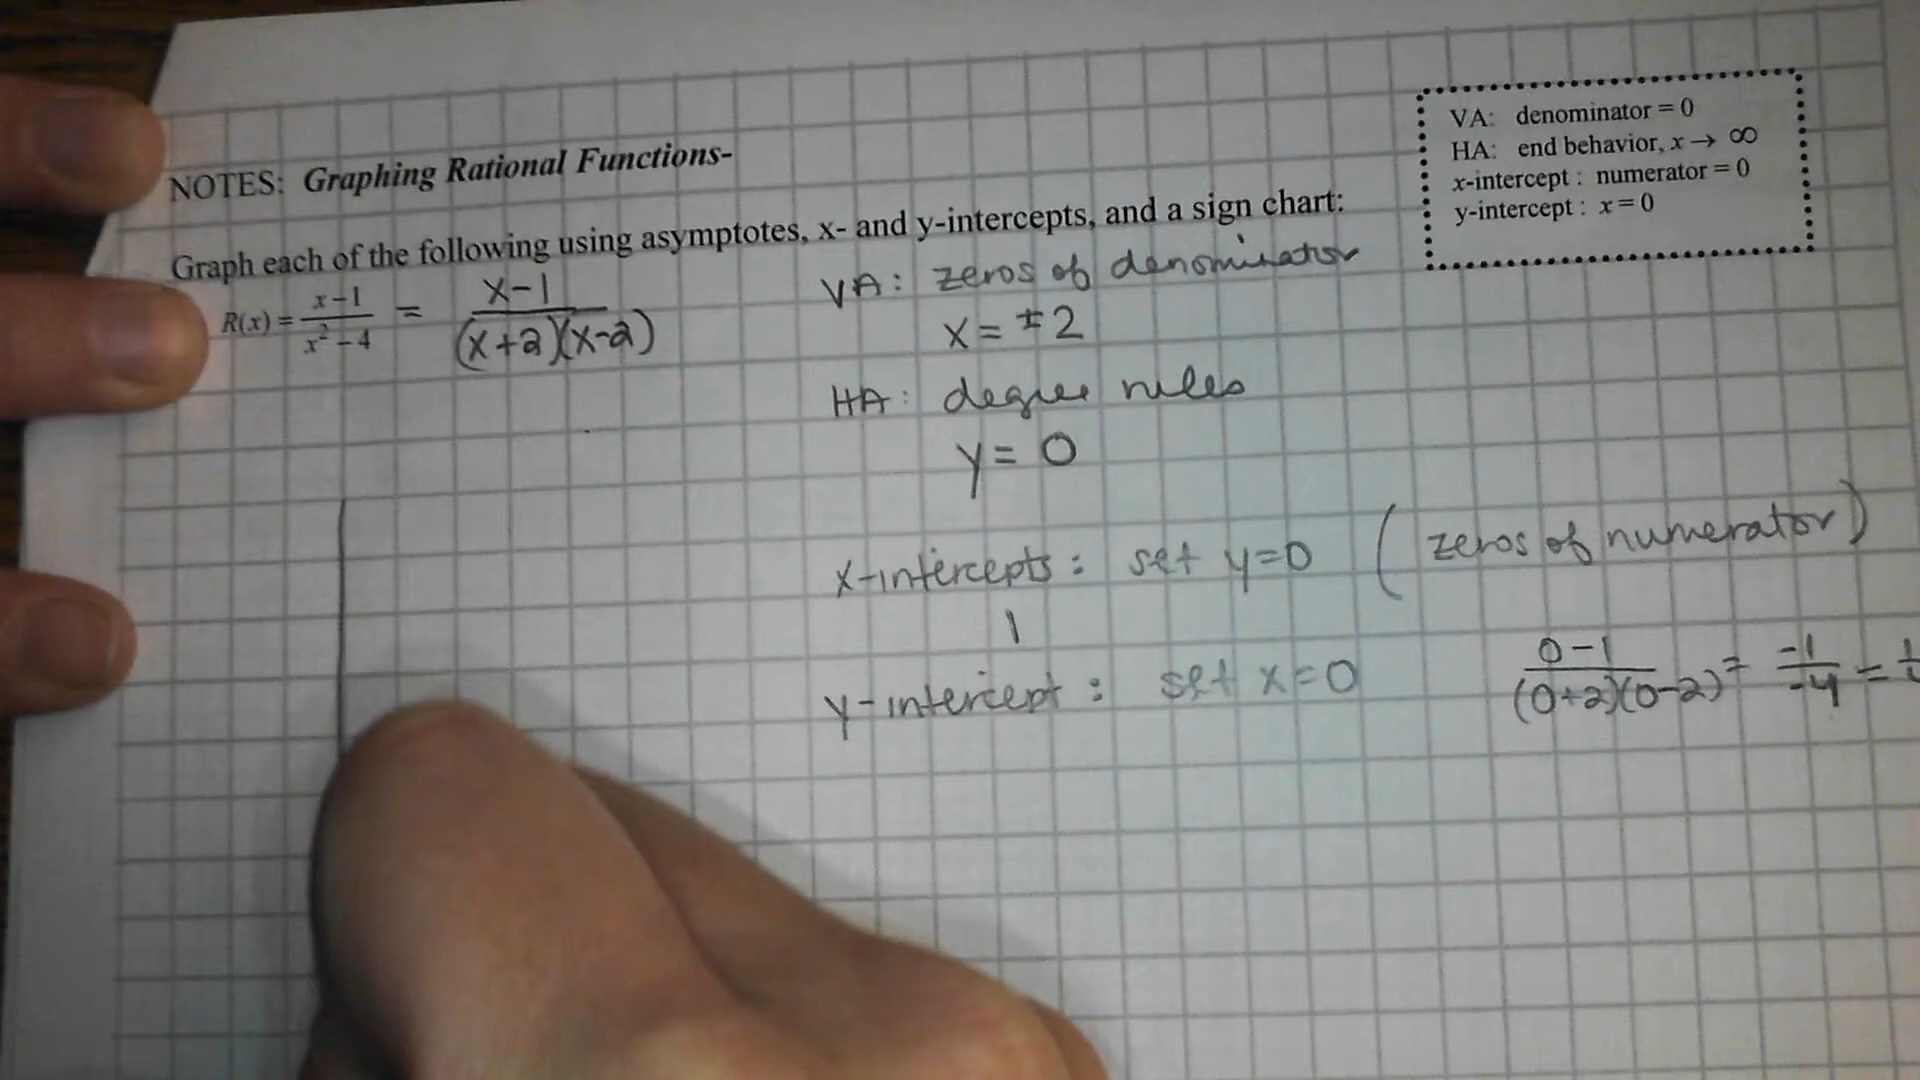 NOTES: Graphing Rational Functions-
VA: denominator = 0
HA: end behavior, x → ∞
x-intercept : numerator = 0
y-intercept : x = 0
Graph each of the following using asymptotes, x- and y-intercepts, and a sign chart:
R(x) = x-1 / x² - 4 = x-1 / (x+2)(x-2)
VA: zeros of denominator
x = ±2
HA: degree rules
y = 0
x-intercepts: set y=0 (zeros of numerator)
1
y-intercept: set x=0 0-1 / (0+2)(0-2) = -1 / -4 =